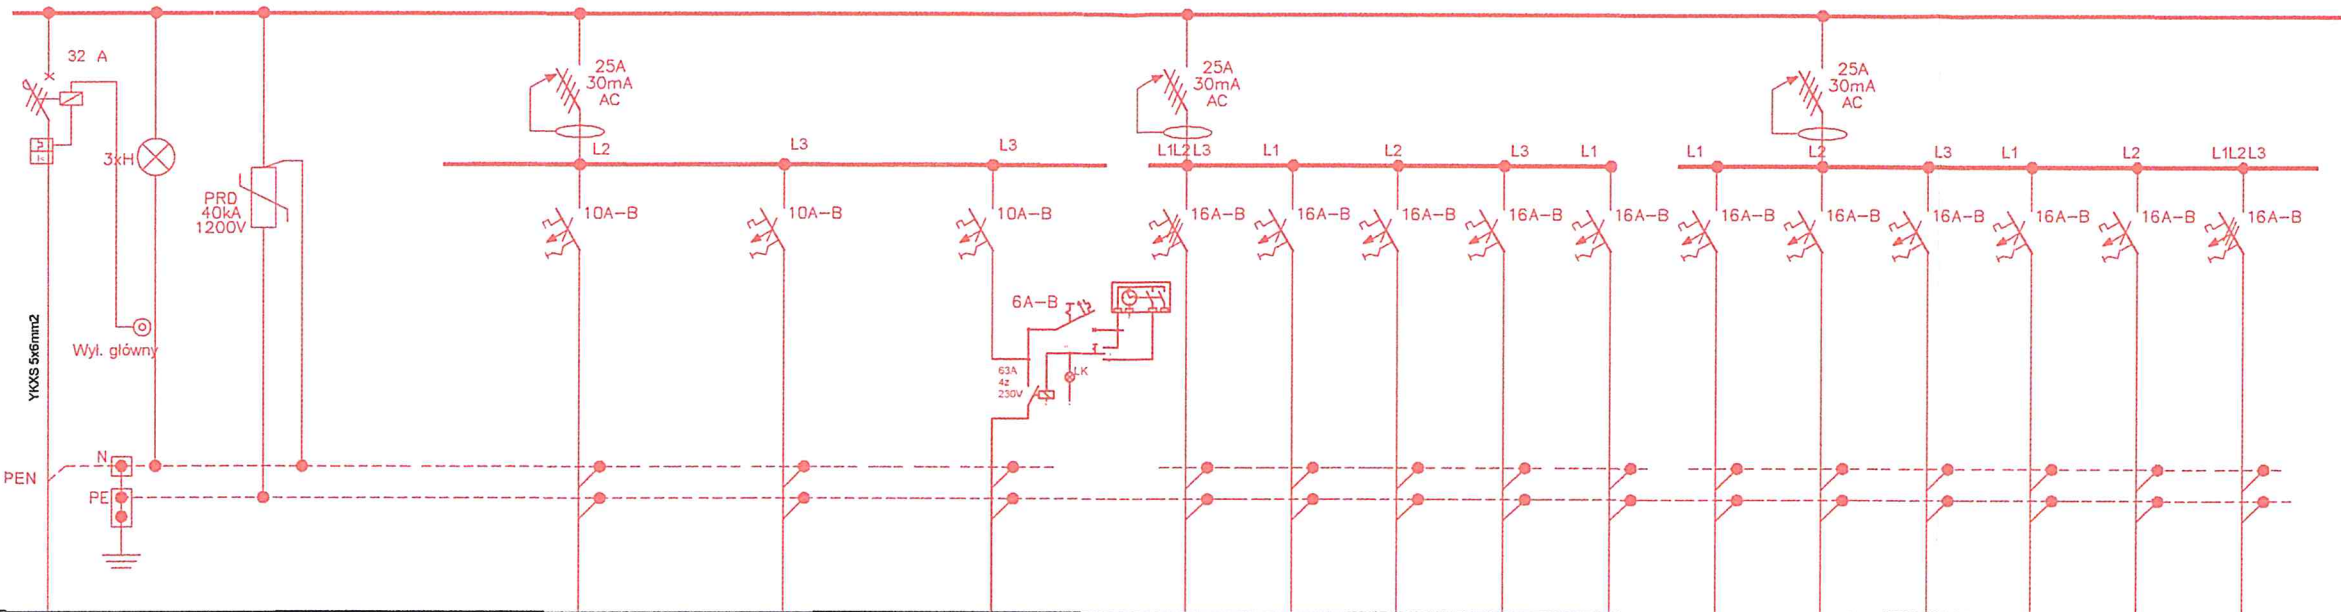 32 A
3xH
PRD
40kA
1200V
YKXS 5x6mm2
Wył. główny
N
PEN
PE
25A
30mA
AC
L2
L3
L3
10A-B
10A-B
10A-B
6A-B
63A
4z
230V
LK
25A
30mA
AC
L1L2L3
L1
L2
L3
L1
16A-B
16A-B
16A-B
16A-B
16A-B
25A
30mA
AC
L1
L2
L3
L1
L2
L1L2L3
16A-B
16A-B
16A-B
16A-B
16A-B
16A-B